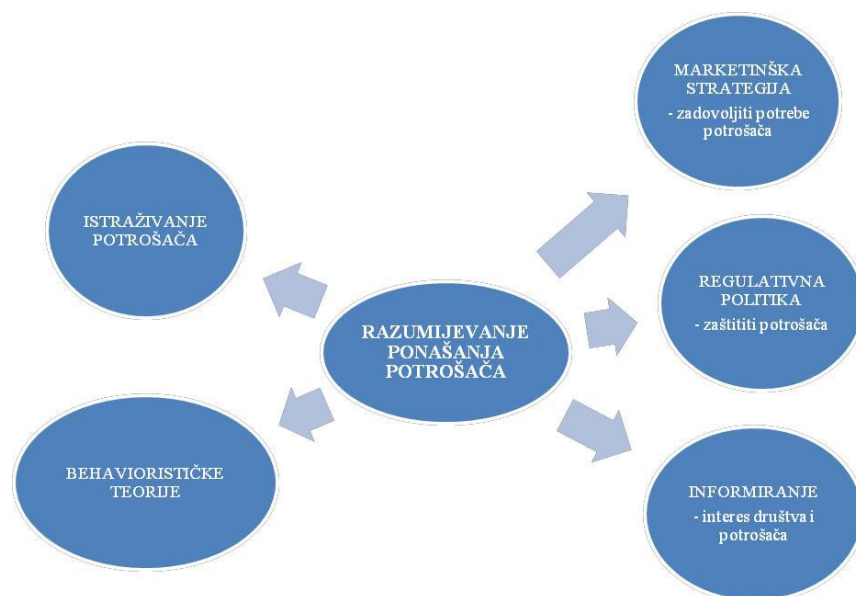 MARKETINŠKA
STRATEGIJA
- zadovoljiti potrebe
potrošača
ISTRAŽIVANJE
POTROŠAČA
REGULATIVNA
POLITIKA
- zaštititi potrošača
RAZUMIJEVANJE
PONAŠANJA
POTROŠAČA
BEHAVIORISTIČKE
TEORIJE
INFORMIRANJE
- interes društva i
potrošača